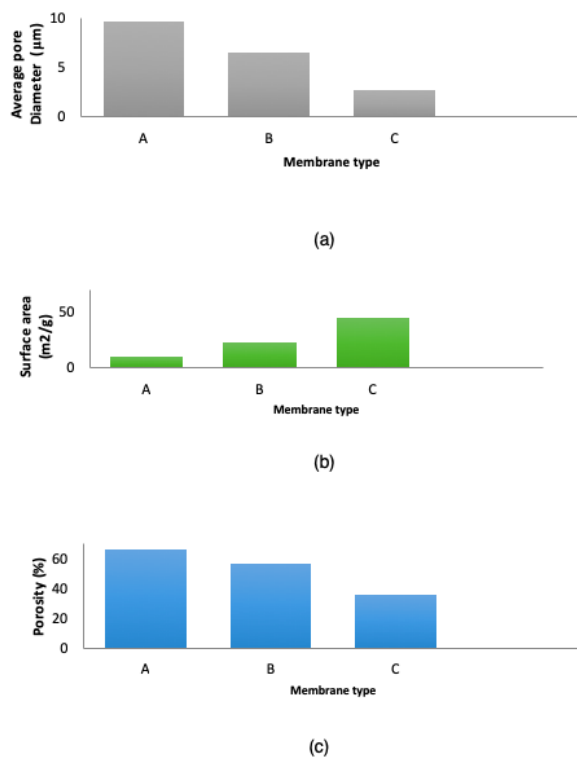 Average pore
Diameter (μm)
10
5
0
A B C
Membrane type
(a)
Surface area
(m2/g)
50
0
A B C
Membrane type
(b)
Porosity (%)
60
40
20
0
A B C
Membrane type
(c)